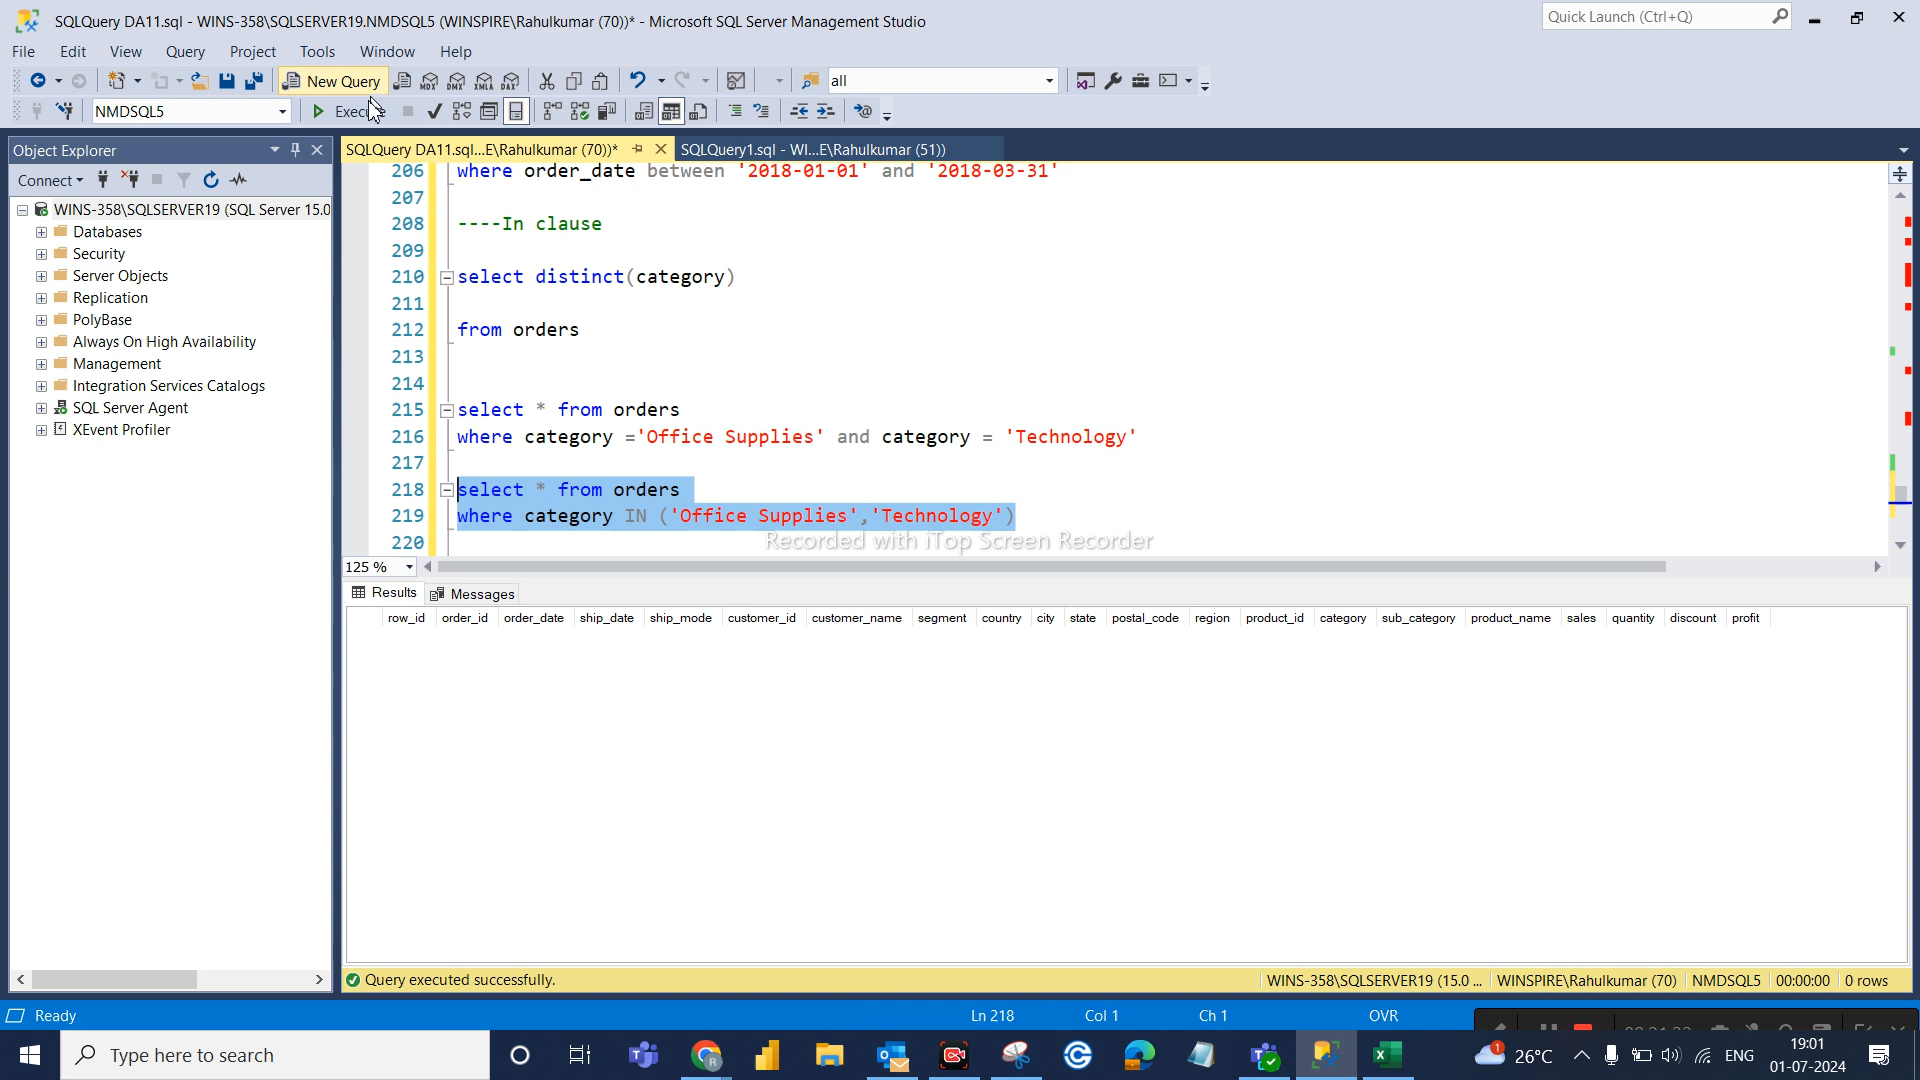 SQLQuery DA11.sql - WINS-358\SQLSERVER19.NMDSQL5 (WINSPIRE\Rahulkumar (70))* - Microsoft SQL Server Management Studio
Quick Launch (Ctrl+Q)
File Edit View Query Project Tools Window Help
New Query
MDX DMX XMLA DAX
all
NMDSQL5
Execute
Object Explorer
SQLQuery DA11.sql...E\Rahulkumar (70))*
SQLQuery1.sql - WI...E\Rahulkumar (51))
Connect
WINS-358\SQLSERVER19 (SQL Server 15.0
Databases
Security
Server Objects
Replication
PolyBase
Always On High Availability
Management
Integration Services Catalogs
SQL Server Agent
XEvent Profiler
206 where order_date between '2018-01-01' and '2018-03-31'
207
208 ----In clause
209
210 select distinct(category)
211
212 from orders
213
214
215 select * from orders
216 where category ='Office Supplies' and category = 'Technology'
217
218 select * from orders
219 where category IN ('Office Supplies','Technology')
220
Recorded with iTop Screen Recorder
125 %
Results Messages
row_id order_id order_date ship_date ship_mode customer_id customer_name segment country city state postal_code region product_id category sub_category product_name sales quantity discount profit
Query executed successfully.
WINS-358\SQLSERVER19 (15.0 ... WINSPIRE\Rahulkumar (70) NMDSQL5 00:00:00 0 rows
Ready
Ln 218 Col 1 Ch 1 OVR
Type here to search
1
26°C
ENG
19:01
01-07-2024